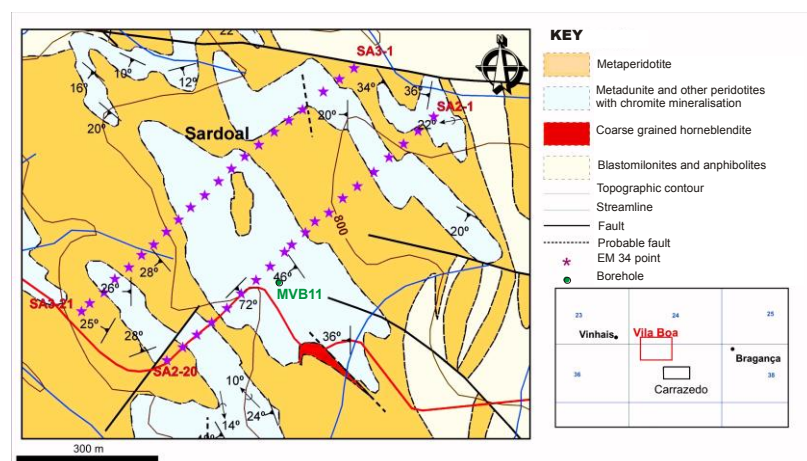 SA3-1
16º
10º
12º
34º
36º
SA2-1
20º
20º
22º
Sardoal
800
20º
28º
26º
46º
MVB11
SA3-21
25º
72º
28º
36º
SA2-20
10º
14º
24º
300 m
KEY
Metaperidotite
Metadunite and other peridotites
with chromite mineralisation
Coarse grained horneblendite
Blastomilonites and anphibolites
Topographic contour
Streamline
Fault
Probable fault
EM 34 point
Borehole
23
24
25
Vinhais
Vila Boa
Bragança
36
38
Carrazedo